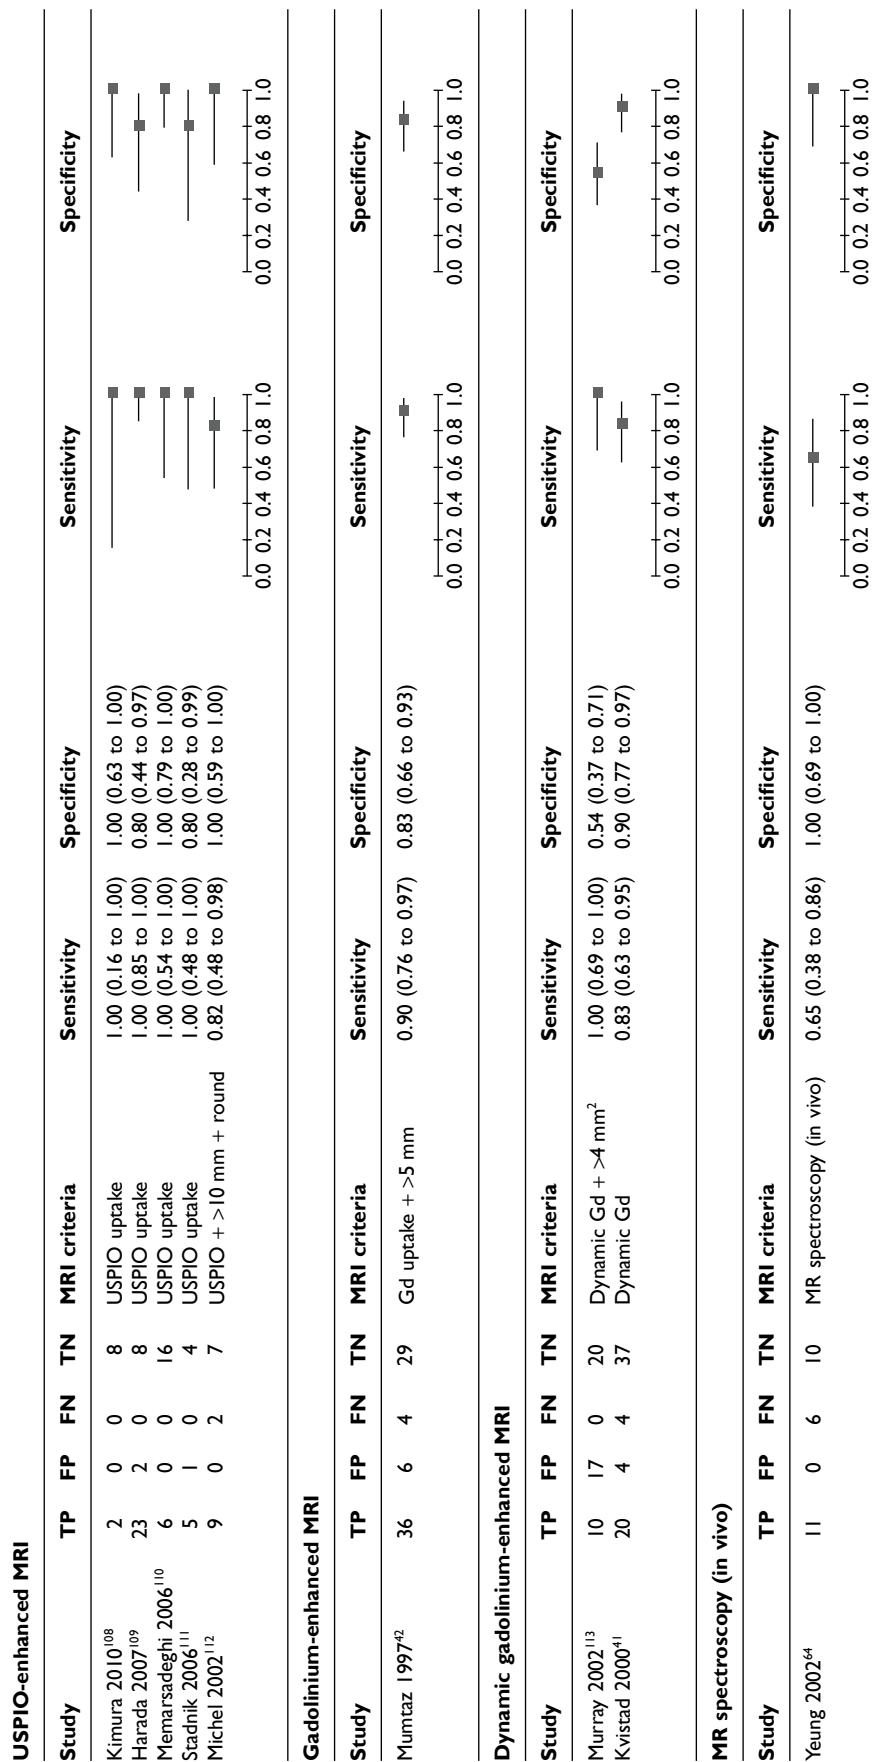 USPIO-enhanced MRI
Study TP FP FN TN MRI criteria Sensitivity Specificity Sensitivity Specificity
Kimura 2010¹⁰⁸ 2 0 0 8 USPIO uptake 1.00 (0.16 to 1.00) 1.00 (0.63 to 1.00)
Harada 2007¹⁰⁹ 23 2 0 8 USPIO uptake 1.00 (0.85 to 1.00) 0.80 (0.44 to 0.97)
Memarsadeghi 2006¹¹⁰ 6 0 0 16 USPIO uptake 1.00 (0.54 to 1.00) 1.00 (0.79 to 1.00)
Stadnik 2006¹¹¹ 5 1 0 4 USPIO uptake 1.00 (0.48 to 1.00) 0.80 (0.28 to 0.99)
Michel 2002¹¹² 9 0 2 7 USPIO + >10 mm + round 0.82 (0.48 to 0.98) 1.00 (0.59 to 1.00)
0.0 0.2 0.4 0.6 0.8 1.0 0.0 0.2 0.4 0.6 0.8 1.0
Gadolinium-enhanced MRI
Study TP FP FN TN MRI criteria Sensitivity Specificity Sensitivity Specificity
Mumtaz 1997⁴² 36 6 4 29 Gd uptake + >5 mm 0.90 (0.76 to 0.97) 0.83 (0.66 to 0.93)
0.0 0.2 0.4 0.6 0.8 1.0 0.0 0.2 0.4 0.6 0.8 1.0
Dynamic gadolinium-enhanced MRI
Study TP FP FN TN MRI criteria Sensitivity Specificity Sensitivity Specificity
Murray 2002¹¹³ 10 17 0 20 Dynamic Gd + >4 mm² 1.00 (0.69 to 1.00) 0.54 (0.37 to 0.71)
Kvistad 2000⁴¹ 20 4 4 37 Dynamic Gd 0.83 (0.63 to 0.95) 0.90 (0.77 to 0.97)
0.0 0.2 0.4 0.6 0.8 1.0 0.0 0.2 0.4 0.6 0.8 1.0
MR spectroscopy (in vivo)
Study TP FP FN TN MRI criteria Sensitivity Specificity Sensitivity Specificity
Yeung 2002⁶⁴ 11 0 6 10 MR spectroscopy (in vivo) 0.65 (0.38 to 0.86) 1.00 (0.69 to 1.00)
0.0 0.2 0.4 0.6 0.8 1.0 0.0 0.2 0.4 0.6 0.8 1.0